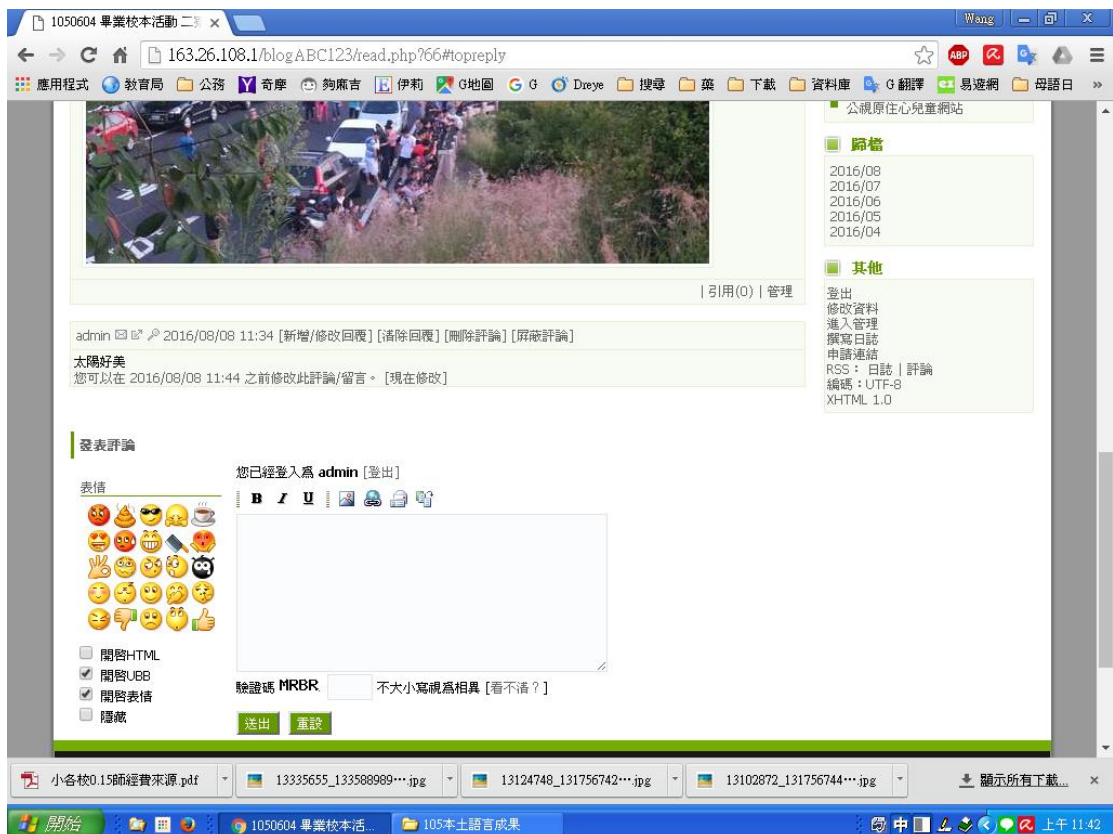 1050604 畢業校本活動 二
Wang
163.26.108.1/blogABC123/read.php?66#topreply
ABP
應用程式 教育局 公務 奇摩 狗麻吉 伊莉 G地圖 G G Dreye 搜尋 藥 下載 資料庫 G 翻譯 易遊網 母語日 »
公視原住心兒童網站
歸檔
2016/08
2016/07
2016/06
2016/05
2016/04
其他
登出
修改資料
進入管理
撰寫日誌
申請連結
RSS： 日誌 | 評論
編碼：UTF-8
XHTML 1.0
| 引用(0) | 管理
admin 2016/08/08 11:34 [新增/修改回覆] [清除回覆] [刪除評論] [屏蔽評論]
太陽好美
您可以在 2016/08/08 11:44 之前修改此評論/留言。 [現在修改]
發表評論
您已經登入為 admin [登出]
表情
B I U
開啓HTML
開啓UBB
開啓表情
隱藏
驗證碼 MRBR 不大小寫視為相異 [看不清？]
送出 重設
小各校0.15師經費來源.pdf 13335655_133588989⋯.jpg 13124748_131756742⋯.jpg 13102872_131756744⋯.jpg 顯示所有下載...
開始 1050604 畢業校本活... 105本土語言成果 中 上午 11:42